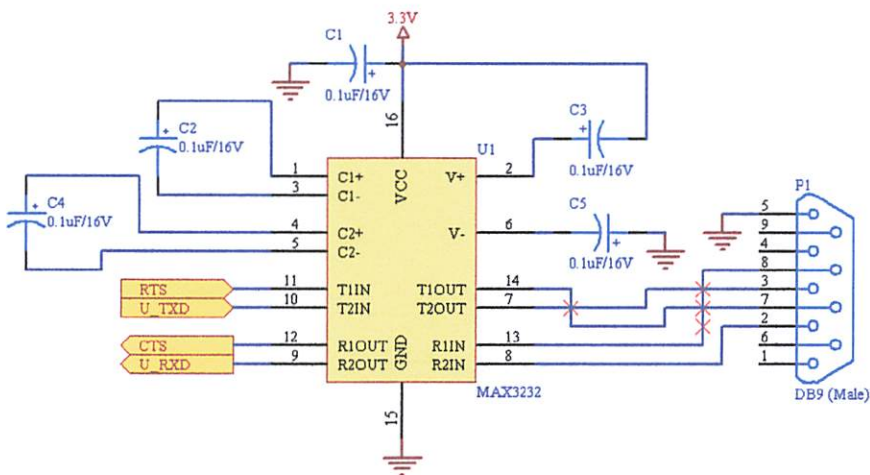 3.3V
C1
0.1uF/16V
C2
0.1uF/16V
C3
0.1uF/16V
C4
0.1uF/16V
C5
0.1uF/16V
U1
16
VCC
1
C1+
3
C1-
4
C2+
5
C2-
V+
2
V-
6
RTS
11
T1IN
T1OUT
14
U_TXD
10
T2IN
T2OUT
7
CTS
12
R1OUT
R1IN
13
U_RXD
9
R2OUT
R2IN
8
GND
15
MAX3232
P1
5
9
4
8
3
7
2
6
1
DB9 (Male)